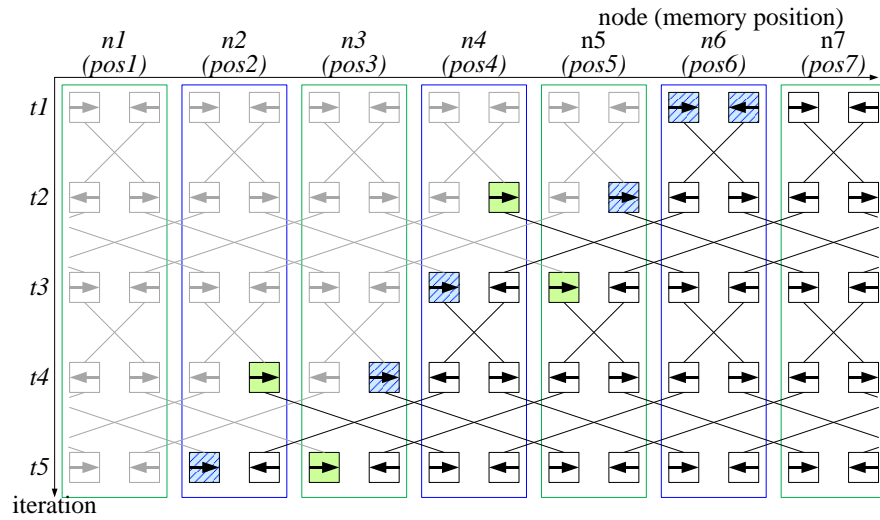 node (memory position)
n1 n2 n3 n4 n5 n6 n7
(pos1) (pos2) (pos3) (pos4) (pos5) (pos6) (pos7)
t1
t2
t3
t4
t5
iteration